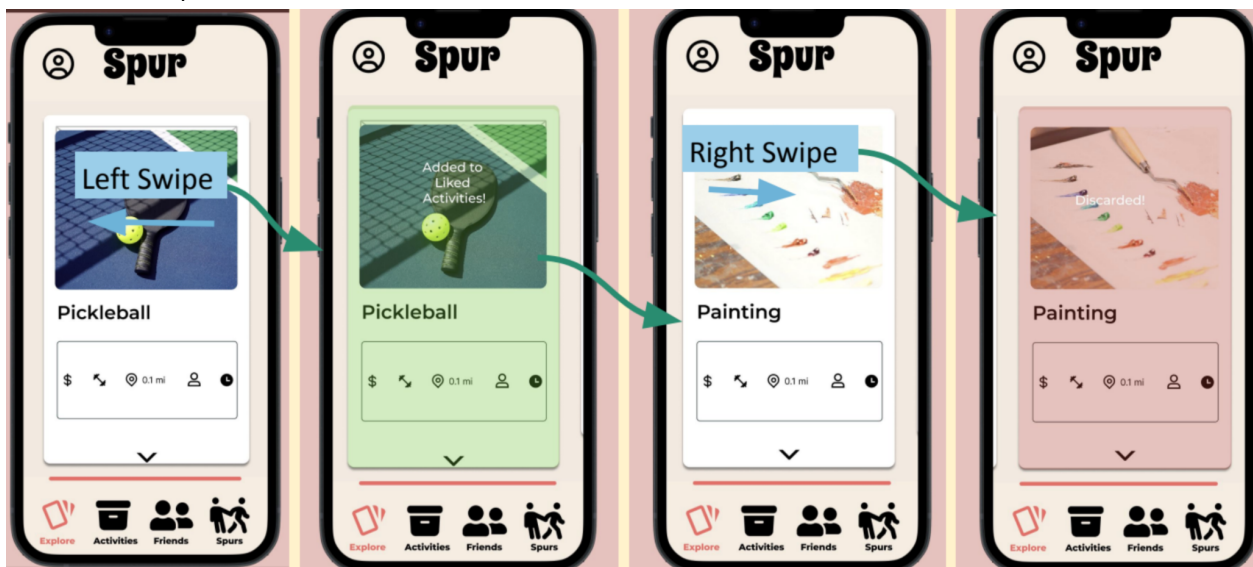 Spur
Left Swipe
Pickleball
$ 0.1 mi
Explore Activities Friends Spurs
Spur
Added to
Liked
Activities!
Pickleball
$ 0.1 mi
Explore Activities Friends Spurs
Spur
Right Swipe
Painting
$ 0.1 mi
Explore Activities Friends Spurs
Spur
Discarded!
Painting
$ 0.1 mi
Explore Activities Friends Spurs